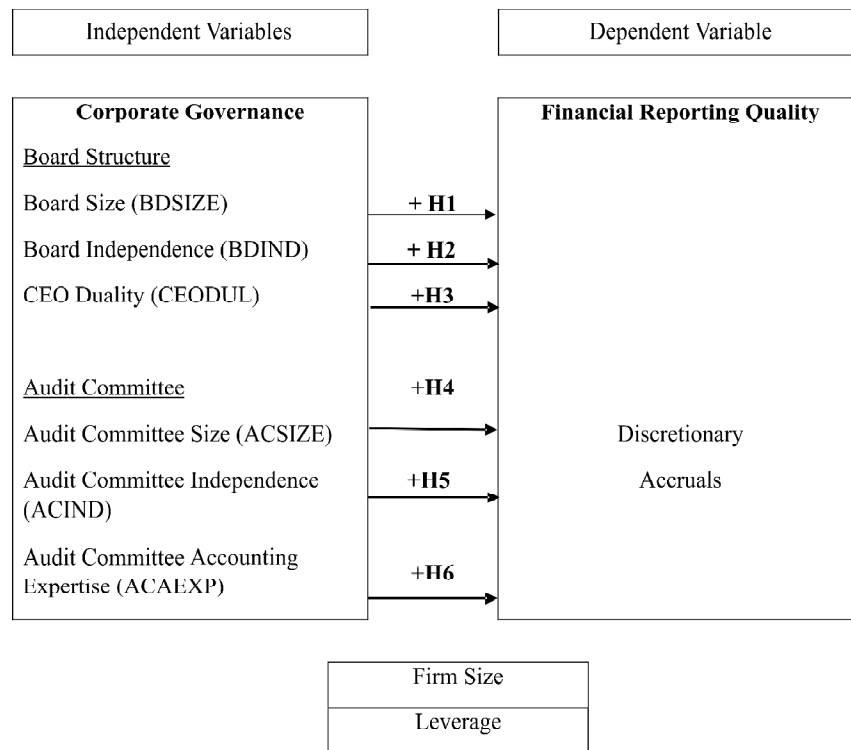 Independent Variables
Dependent Variable
Corporate Governance
Financial Reporting Quality
Board Structure
Board Size (BDSIZE)
+ H1
Board Independence (BDIND)
+ H2
CEO Duality (CEODUL)
+H3
Audit Committee
+H4
Audit Committee Size (ACSIZE)
Discretionary
Audit Committee Independence
(ACIND)
+H5
Accruals
Audit Committee Accounting
Expertise (ACAEXP)
+H6
Firm Size
Leverage